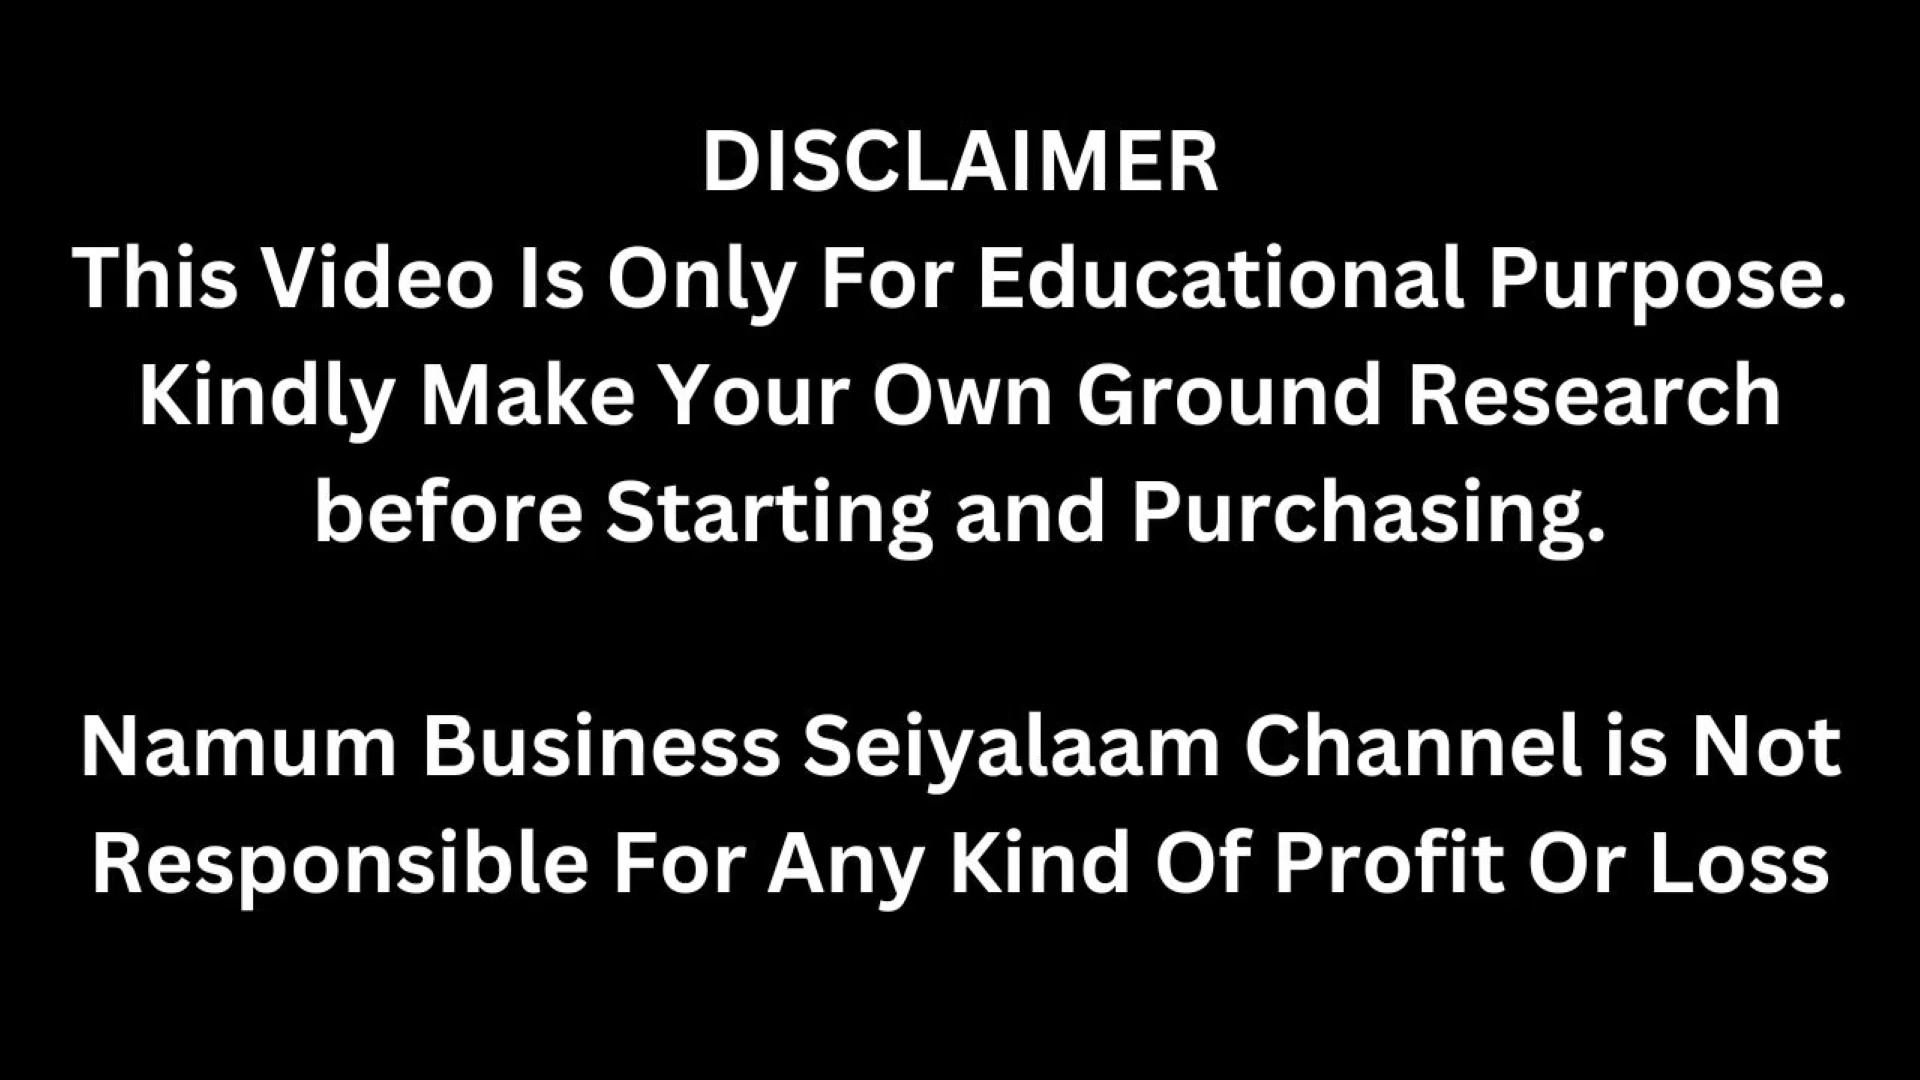 DISCLAIMER
This Video Is Only For Educational Purpose.
Kindly Make Your Own Ground Research
before Starting and Purchasing.
Namum Business Seiyalaam Channel is Not
Responsible For Any Kind Of Profit Or Loss